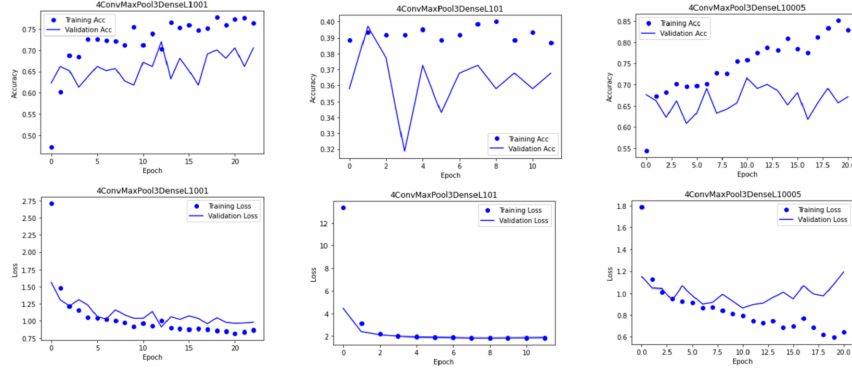 4ConvMaxPool3DenseL1001
Training Acc
Validation Acc
Accuracy
0.75
0.70
0.65
0.60
0.55
0.50
0 5 10 15 20
Epoch
4ConvMaxPool3DenseL101
Training Acc
Validation Acc
Accuracy
0.40
0.39
0.38
0.37
0.36
0.35
0.34
0.33
0.32
0 2 4 6 8 10
Epoch
4ConvMaxPool3DenseL10005
Training Acc
Validation Acc
Accuracy
0.85
0.80
0.75
0.70
0.65
0.60
0.55
0.0 2.5 5.0 7.5 10.0 12.5 15.0 17.5 20.0
Epoch
4ConvMaxPool3DenseL1001
Training Loss
Validation Loss
Loss
2.75
2.50
2.25
2.00
1.75
1.50
1.25
1.00
0.75
0 5 10 15 20
Epoch
4ConvMaxPool3DenseL101
Training Loss
Validation Loss
Loss
12
10
8
6
4
2
0 2 4 6 8 10
Epoch
4ConvMaxPool3DenseL10005
Training Loss
Validation Loss
Loss
1.8
1.6
1.4
1.2
1.0
0.8
0.6
0.0 2.5 5.0 7.5 10.0 12.5 15.0 17.5 20.0
Epoch